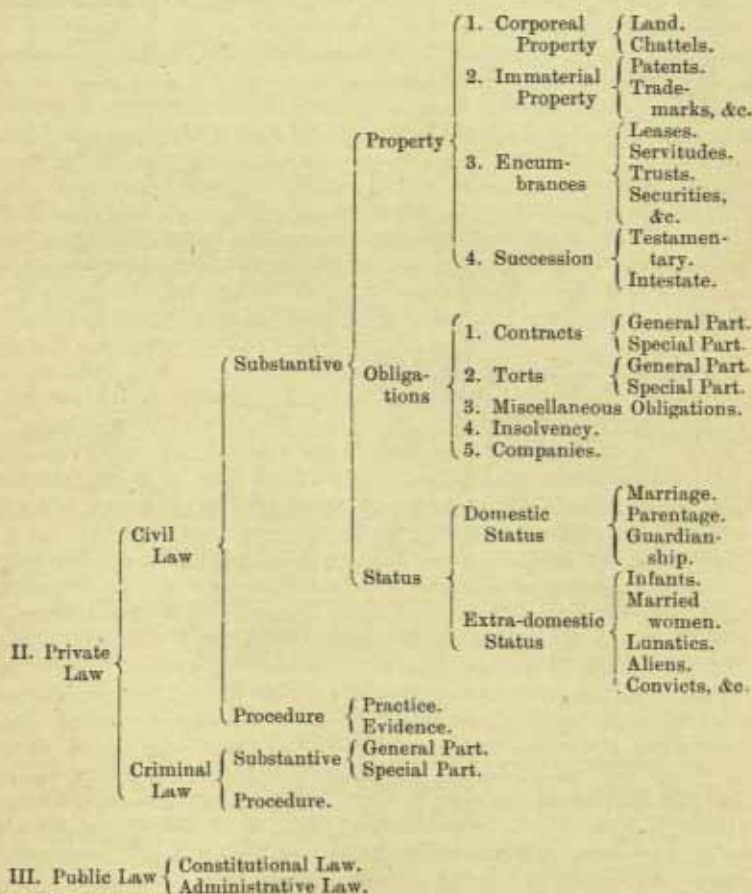 1. Corporeal Property
Land.
Chattels.
2. Immaterial Property
Patents.
Trade-
marks, &c.
Property
3. Encum-
brances
Leases.
Servitudes.
Trusts.
Securities,
&c.
4. Succession
Testamen-
tary.
Intestate.
Substantive
Obliga-
tions
1. Contracts
General Part.
Special Part.
2. Torts
General Part.
Special Part.
3. Miscellaneous Obligations.
4. Insolvency.
5. Companies.
Status
Domestic
Status
Marriage.
Parentage.
Guardian-
ship.
Extra-domestic
Status
Infants.
Married
women.
Lunatics.
Aliens.
Convicts, &c.
Civil
Law
II. Private
Law
Procedure
Practice.
Evidence.
Criminal
Law
Substantive
General Part.
Special Part.
Procedure.
III. Public Law
Constitutional Law.
Administrative Law.